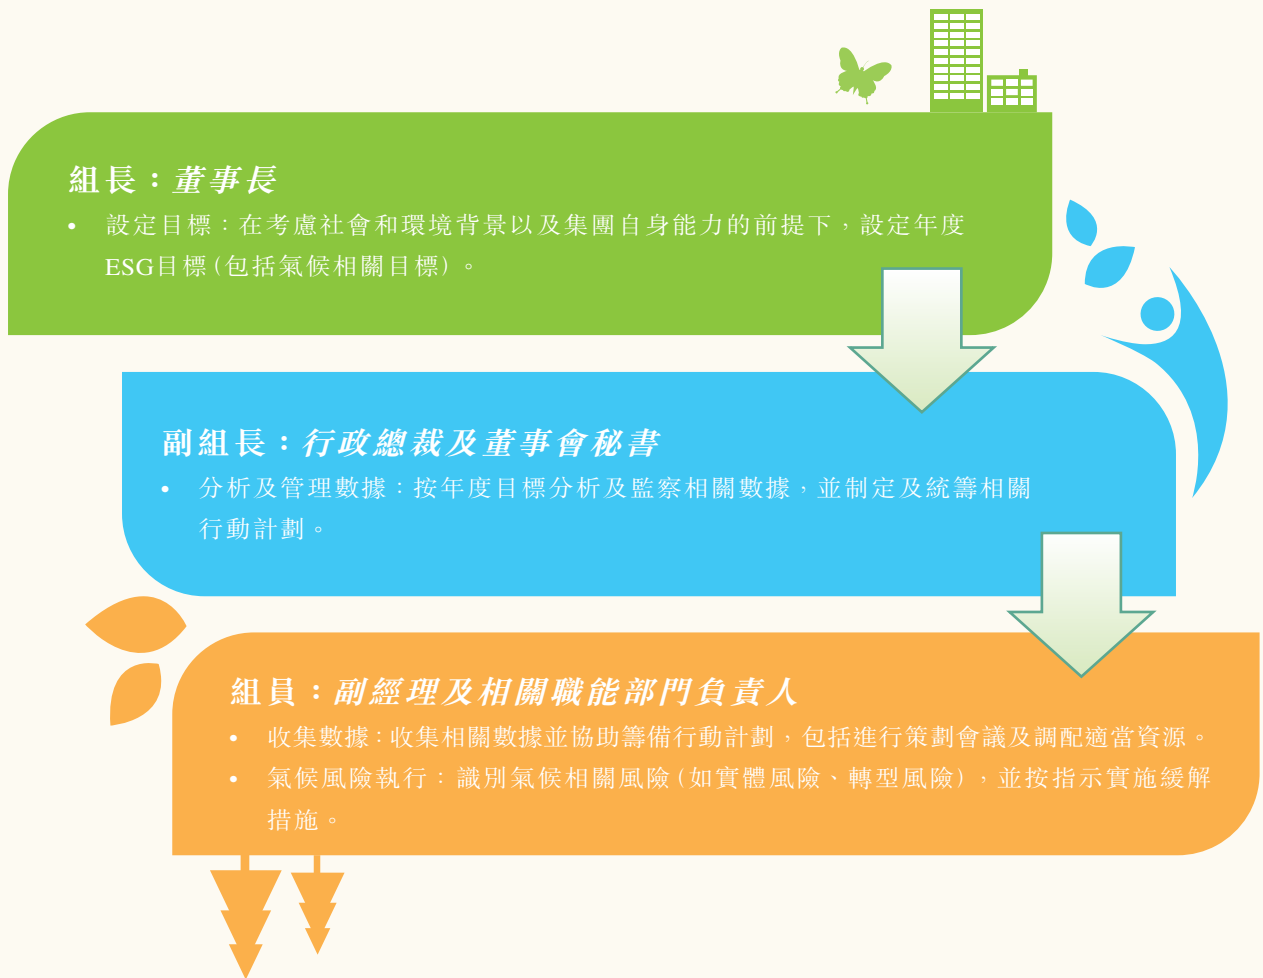 組長：董事長
• 設定目標：在考慮社會和環境背景以及集團自身能力的前提下，設定年度
ESG目標（包括氣候相關目標）。
副組長：行政總裁及董事會秘書
• 分析及管理數據：按年度目標分析及監察相關數據，並制定及統籌相關
行動計劃。
組員：副經理及相關職能部門負責人
• 收集數據：收集相關數據並協助籌備行動計劃，包括進行策劃會議及調配適當資源。
• 氣候風險執行：識別氣候相關風險（如實體風險、轉型風險），並按指示實施緩解
措施。